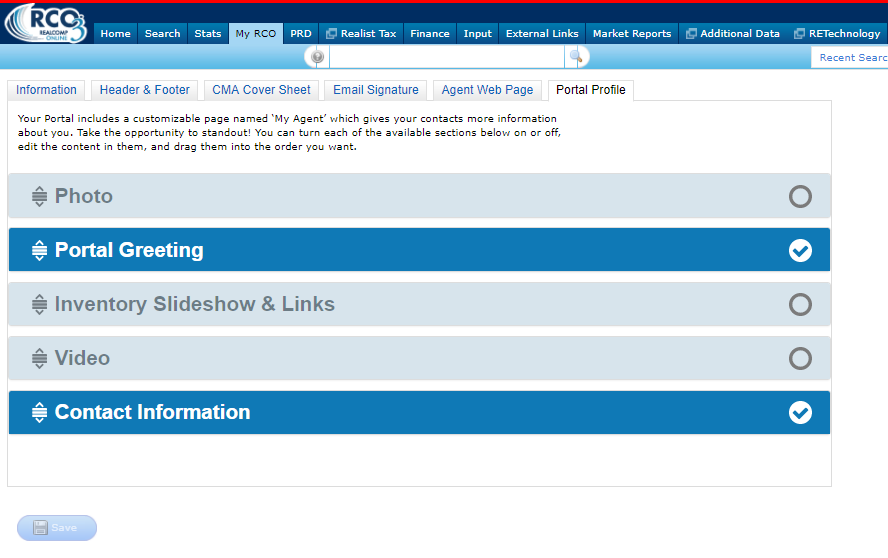 RCO3
REALCOMP
ONLINE
Home Search Stats My RCO PRD Realist Tax Finance Input External Links Market Reports Additional Data RETechnology
Recent Searc
Information Header & Footer CMA Cover Sheet Email Signature Agent Web Page Portal Profile
Your Portal includes a customizable page named ‘My Agent’ which gives your contacts more information
about you. Take the opportunity to standout! You can turn each of the available sections below on or off,
edit the content in them, and drag them into the order you want.
Photo
Portal Greeting
Inventory Slideshow & Links
Video
Contact Information
Save